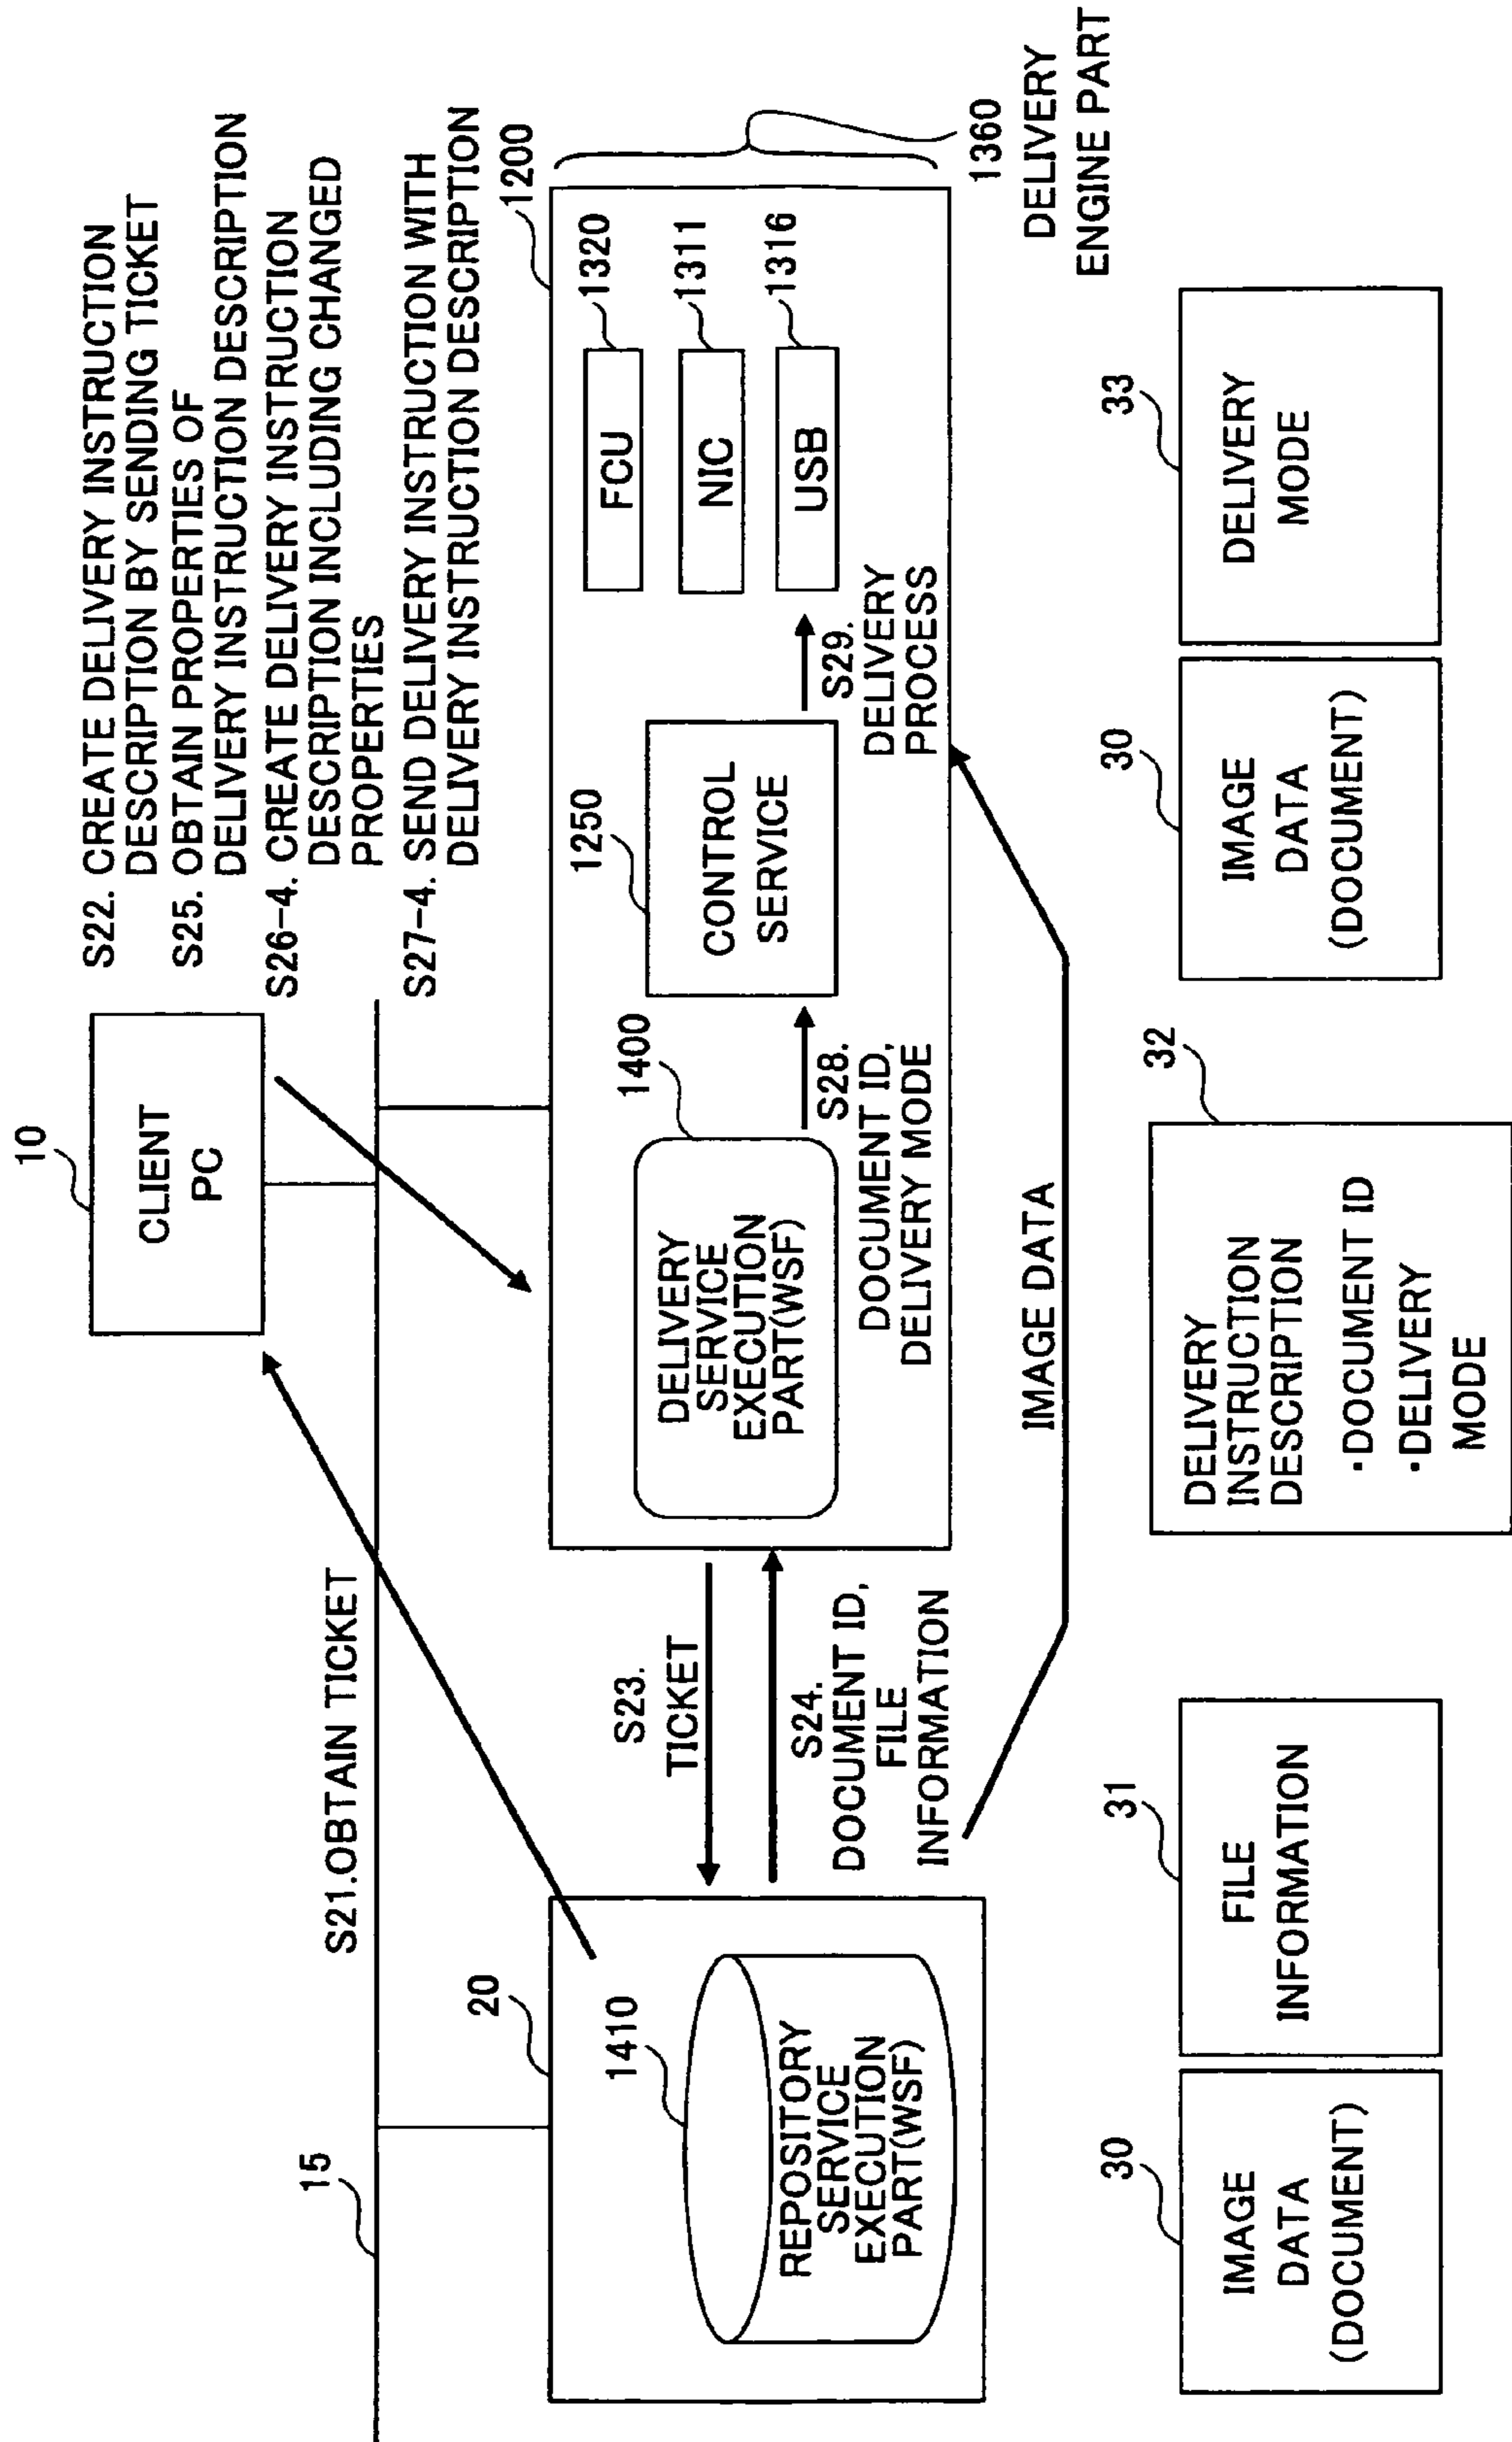 10
CLIENT
PC
S22. CREATE DELIVERY INSTRUCTION
DESCRIPTION BY SENDING TICKET
S25. OBTAIN PROPERTIES OF
DELIVERY INSTRUCTION DESCRIPTION
S26-4. CREATE DELIVERY INSTRUCTION
DESCRIPTION INCLUDING CHANGED
PROPERTIES
S27-4. SEND DELIVERY INSTRUCTION WITH
DELIVERY INSTRUCTION DESCRIPTION
15
S21.OBTAIN TICKET
20
1410
REPOSITORY
SERVICE
EXECUTION
PART(WSF)
S23.
TICKET
S24.
DOCUMENT ID,
FILE
INFORMATION
1200
1400
DELIVERY
SERVICE
EXECUTION
PART(WSF)
S28.
DOCUMENT ID,
DELIVERY MODE
1250
CONTROL
SERVICE
S29.
DELIVERY
PROCESS
FCU
1320
NIC
1311
USB
1316
1360
DELIVERY
ENGINE PART
IMAGE DATA
30
IMAGE
DATA
(DOCUMENT)
31
FILE
INFORMATION
32
DELIVERY
INSTRUCTION
DESCRIPTION
・DOCUMENT ID
・DELIVERY
MODE
30
IMAGE
DATA
(DOCUMENT)
33
DELIVERY
MODE